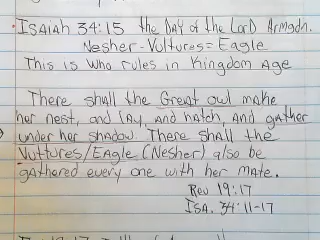 • Isaiah 34:15 the Day of the Lord Armgdn.
Nesher-Vultures = Eagle
This is who rules in Kingdom Age
There shall the Great owl make
her nest, and lay, and hatch, and gather
under her shadow. There shall the
Vultures/Eagle (Nesher) also be
gathered every one with her mate.
Rev 19:17
Isa. 34:11-17